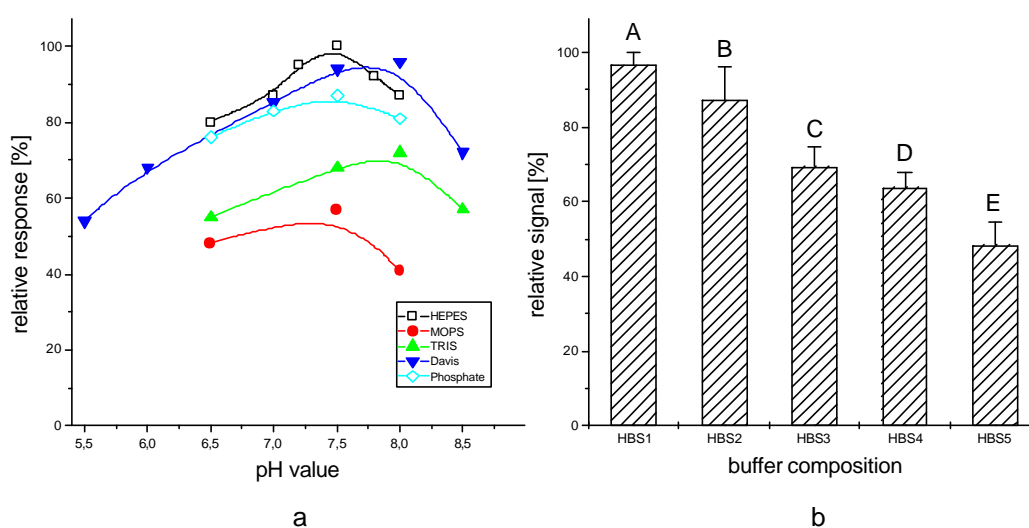 relative response [%]
100
80
60
40
20
0
5,5 6,0 6,5 7,0 7,5 8,0 8,5
pH value
HEPES
MOPS
TRIS
Davis
Phosphate
a
relative signal [%]
100
80
60
40
20
0
A
B
C
D
E
HBS1 HBS2 HBS3 HBS4 HBS5
buffer composition
b